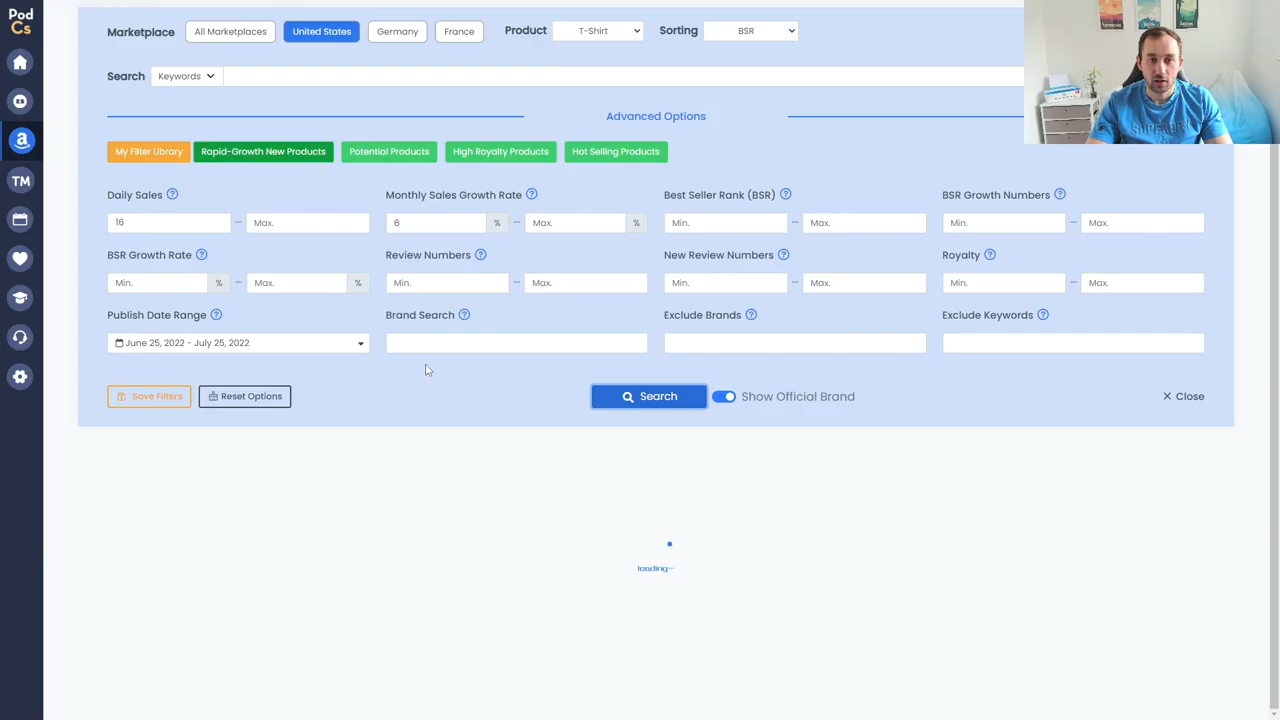 Pod
Cs
Marketplace All Marketplaces United States Germany France Product T-Shirt Sorting BSR
Search Keywords
Advanced Options
My Fliter Library Rapid-Growth New Products Potential Products High Royalty Products Hot Selling Products
Daily Sales ? Monthly Sales Growth Rate ? Best Seller Rank (BSR) ? BSR Growth Numbers ?
16 – Max. 6 % – Max. % Min. – Max. Min. – Max.
BSR Growth Rate ? Review Numbers ? New Review Numbers ? Royalty ?
Min. % – Max. % Min. – Max. Min. – Max. Min. – Max.
Publish Date Range ? Brand Search ? Exclude Brands ? Exclude Keywords ?
June 25, 2022 - July 25, 2022
Save Filters Reset Options Search Show Official Brand × Close
loading...
a
TM